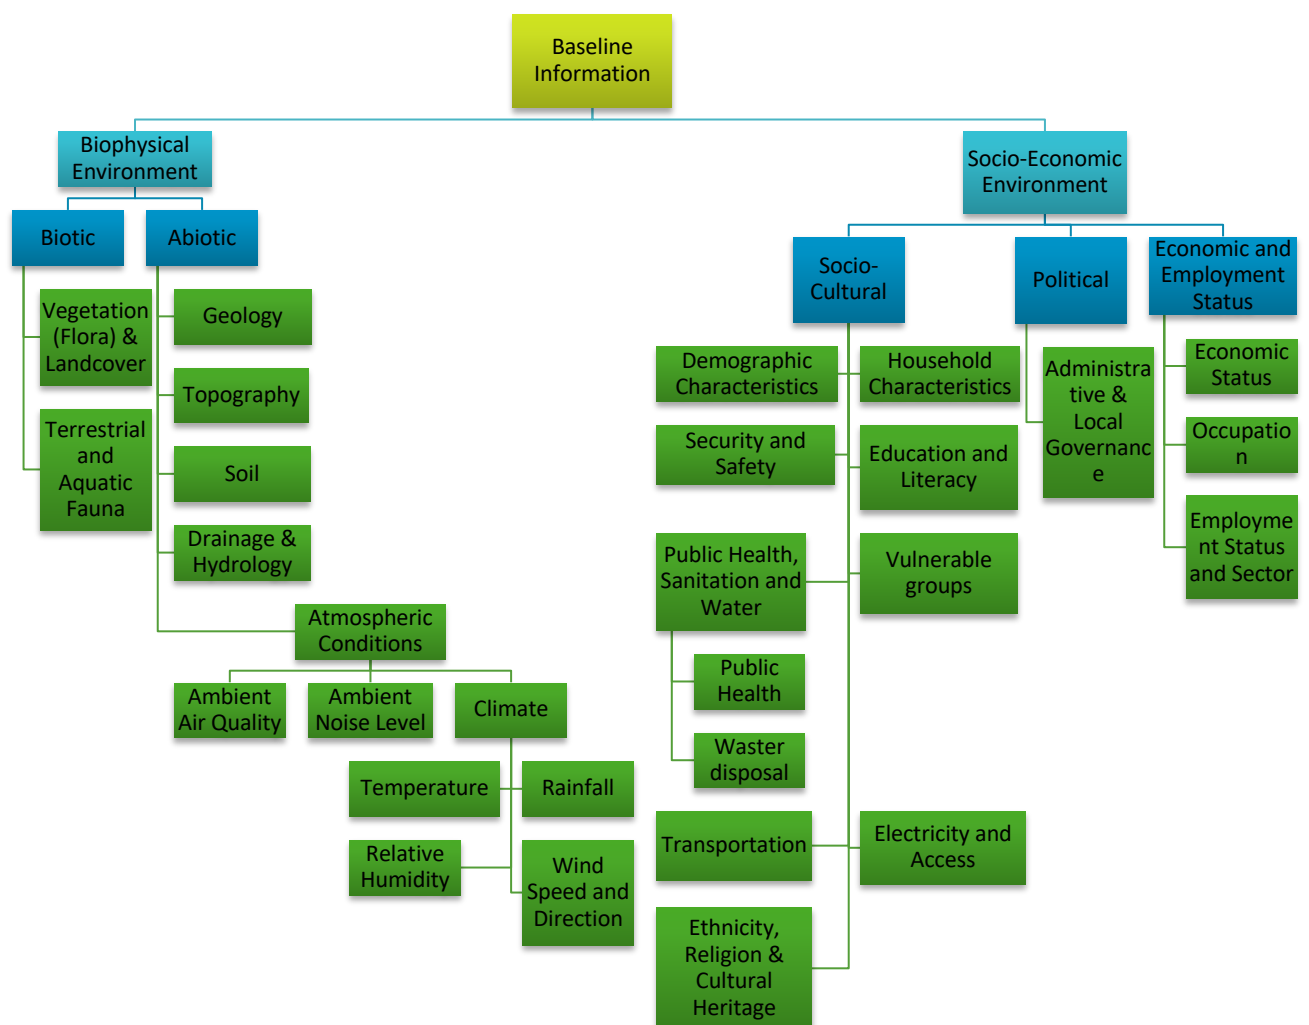 Baseline
Information
Biophysical
Environment
Socio-Economic
Environment
Biotic
Abiotic
Socio-
Cultural
Political
Economic and
Employment
Status
Vegetation
(Flora) &
Landcover
Terrestrial
and
Aquatic
Fauna
Geology
Topography
Soil
Drainage &
Hydrology
Atmospheric
Conditions
Ambient
Air Quality
Ambient
Noise Level
Climate
Temperature
Rainfall
Relative
Humidity
Wind
Speed and
Direction
Demographic
Characteristics
Household
Characteristics
Security and
Safety
Education and
Literacy
Public Health,
Sanitation and
Water
Vulnerable
groups
Public
Health
Waster
disposal
Transportation
Electricity and
Access
Ethnicity,
Religion &
Cultural
Heritage
Administra
tive &
Local
Governanc
e
Economic
Status
Occupatio
n
Employme
nt Status
and Sector